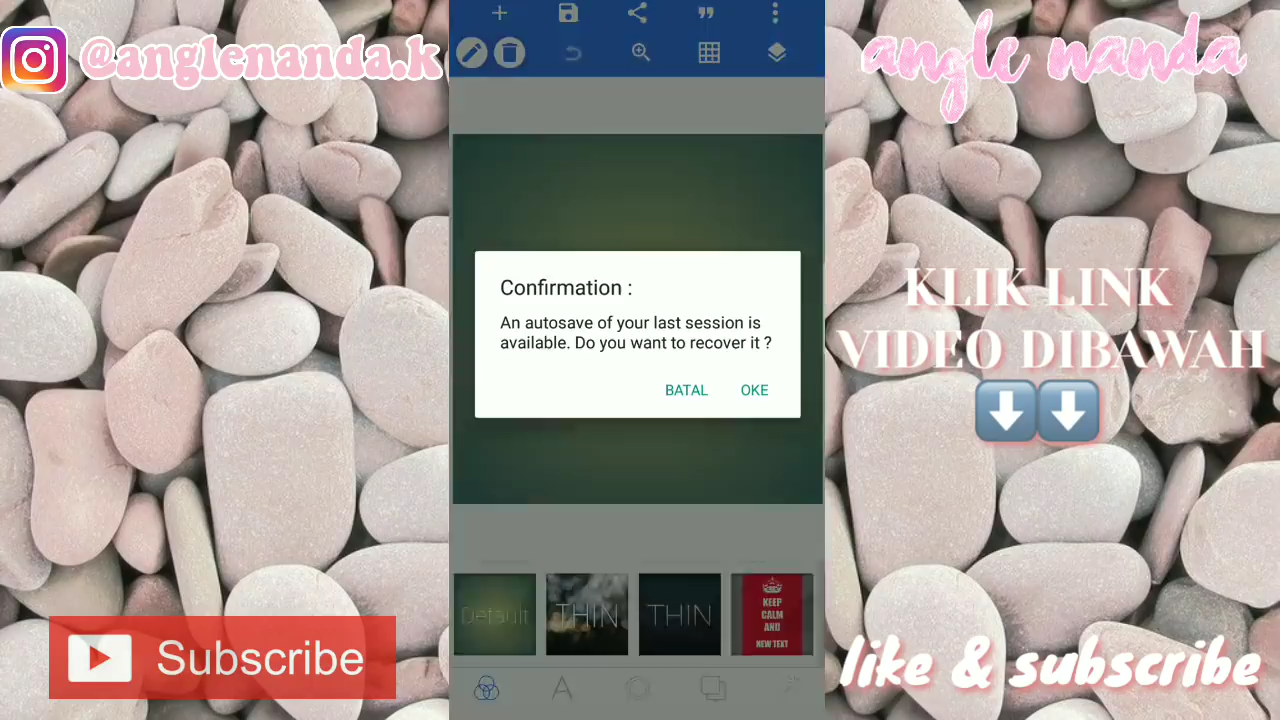 @anglenanda.k
angle nanda
Confirmation :
An autosave of your last session is
available. Do you want to recover it ?
BATAL OKE
KLIK LINK
VIDEO DIBAWAH
Default
THIN
THIN
KEEP
CALM
AND
NEW TEXT
Subscribe
like & subscribe